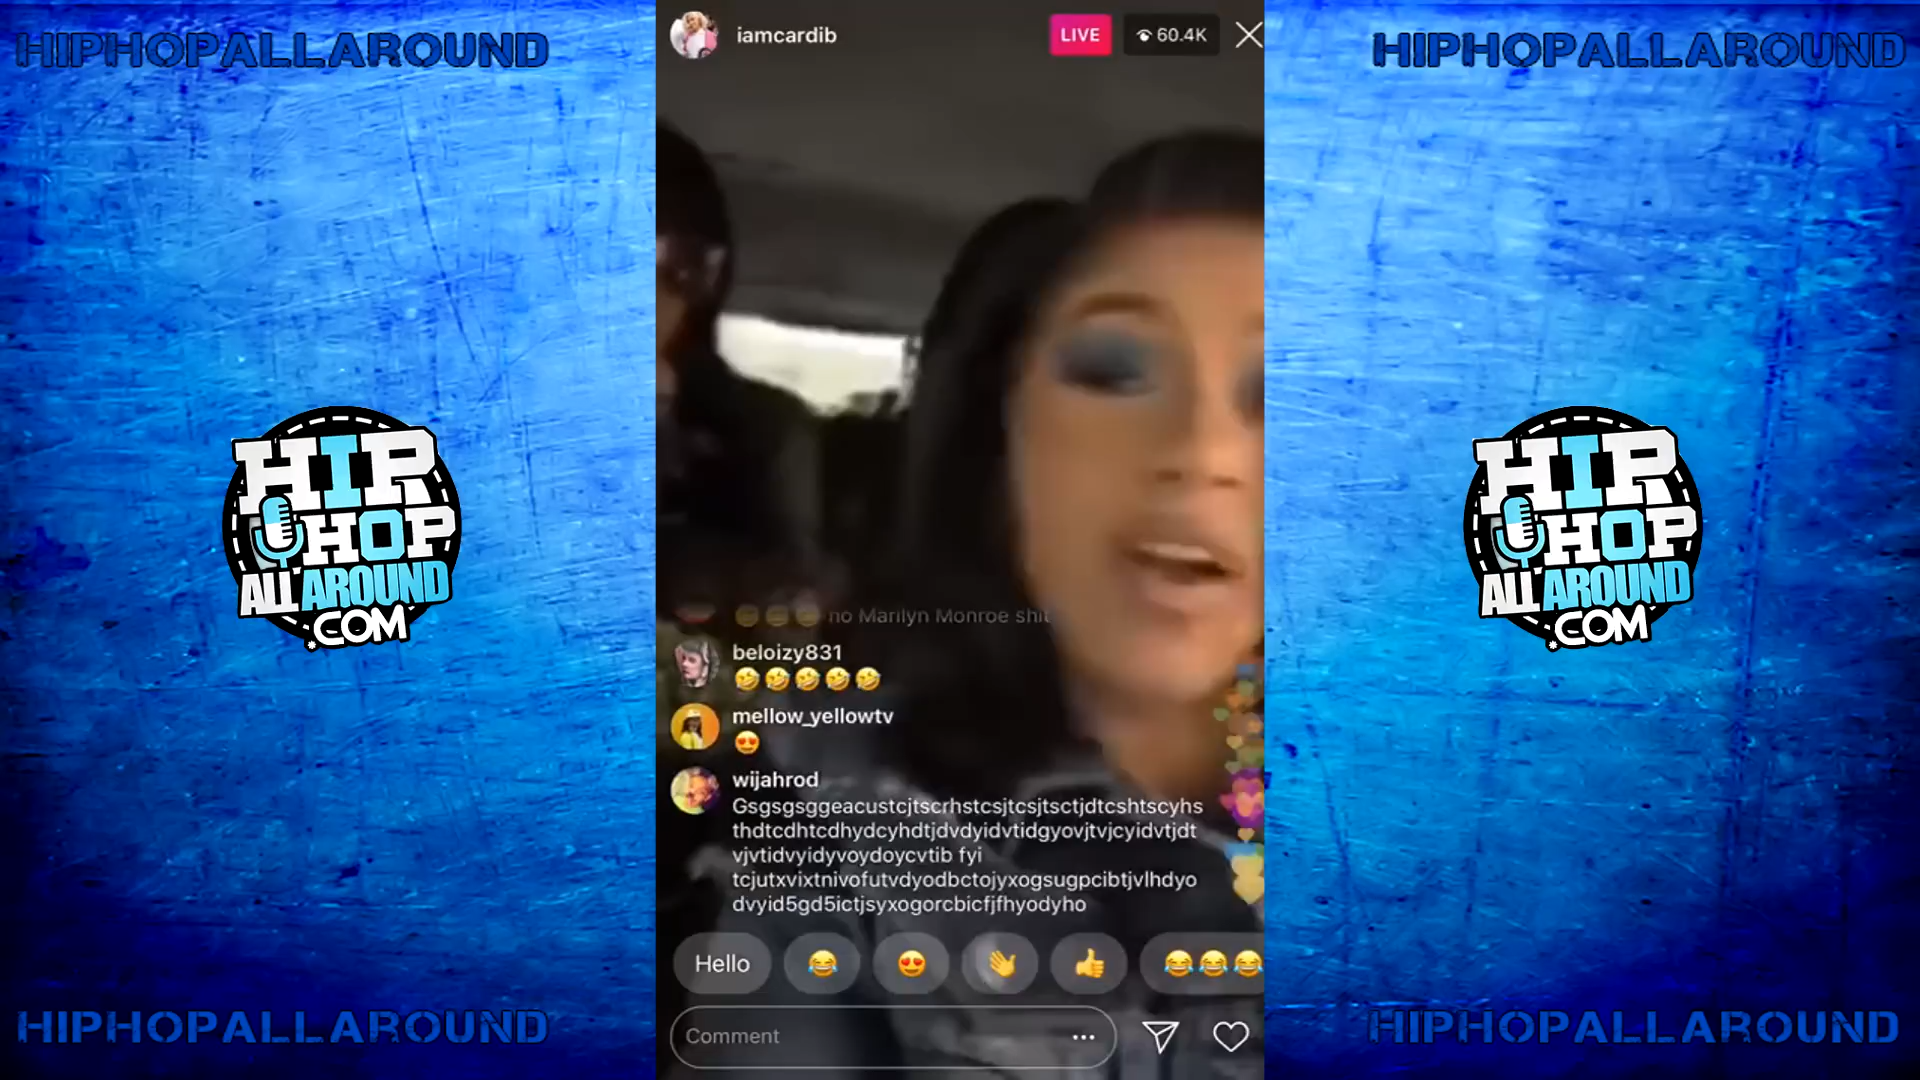 HIPHOPALLAROUND
iamcardib
LIVE
60.4K
HIPHOPALLAROUND
HIP
HOP
ALL AROUND
.COM
HIP
HOP
ALL AROUND
.COM
no Marilyn Monroe shit
beloizy831
mellow_yellowtv
wijahrod
Gsgsgsggeacustcjtscrhstcsjtcsjtsctjdtcshtscyhs
thdtcdhtcdhydcyhdtjdvdyidvtidgyovjtvjcyidvtjdt
vjvtidvyidyvoydoycvtib fyi
tcjutxvixtnivofutvdyodbctojyxogsugpcibtjvlhdyo
dvyid5gd5ictjsyxogorcbicfjfhyodyho
Hello
Comment
HIPHOPALLAROUND
HIPHOPALLAROUND